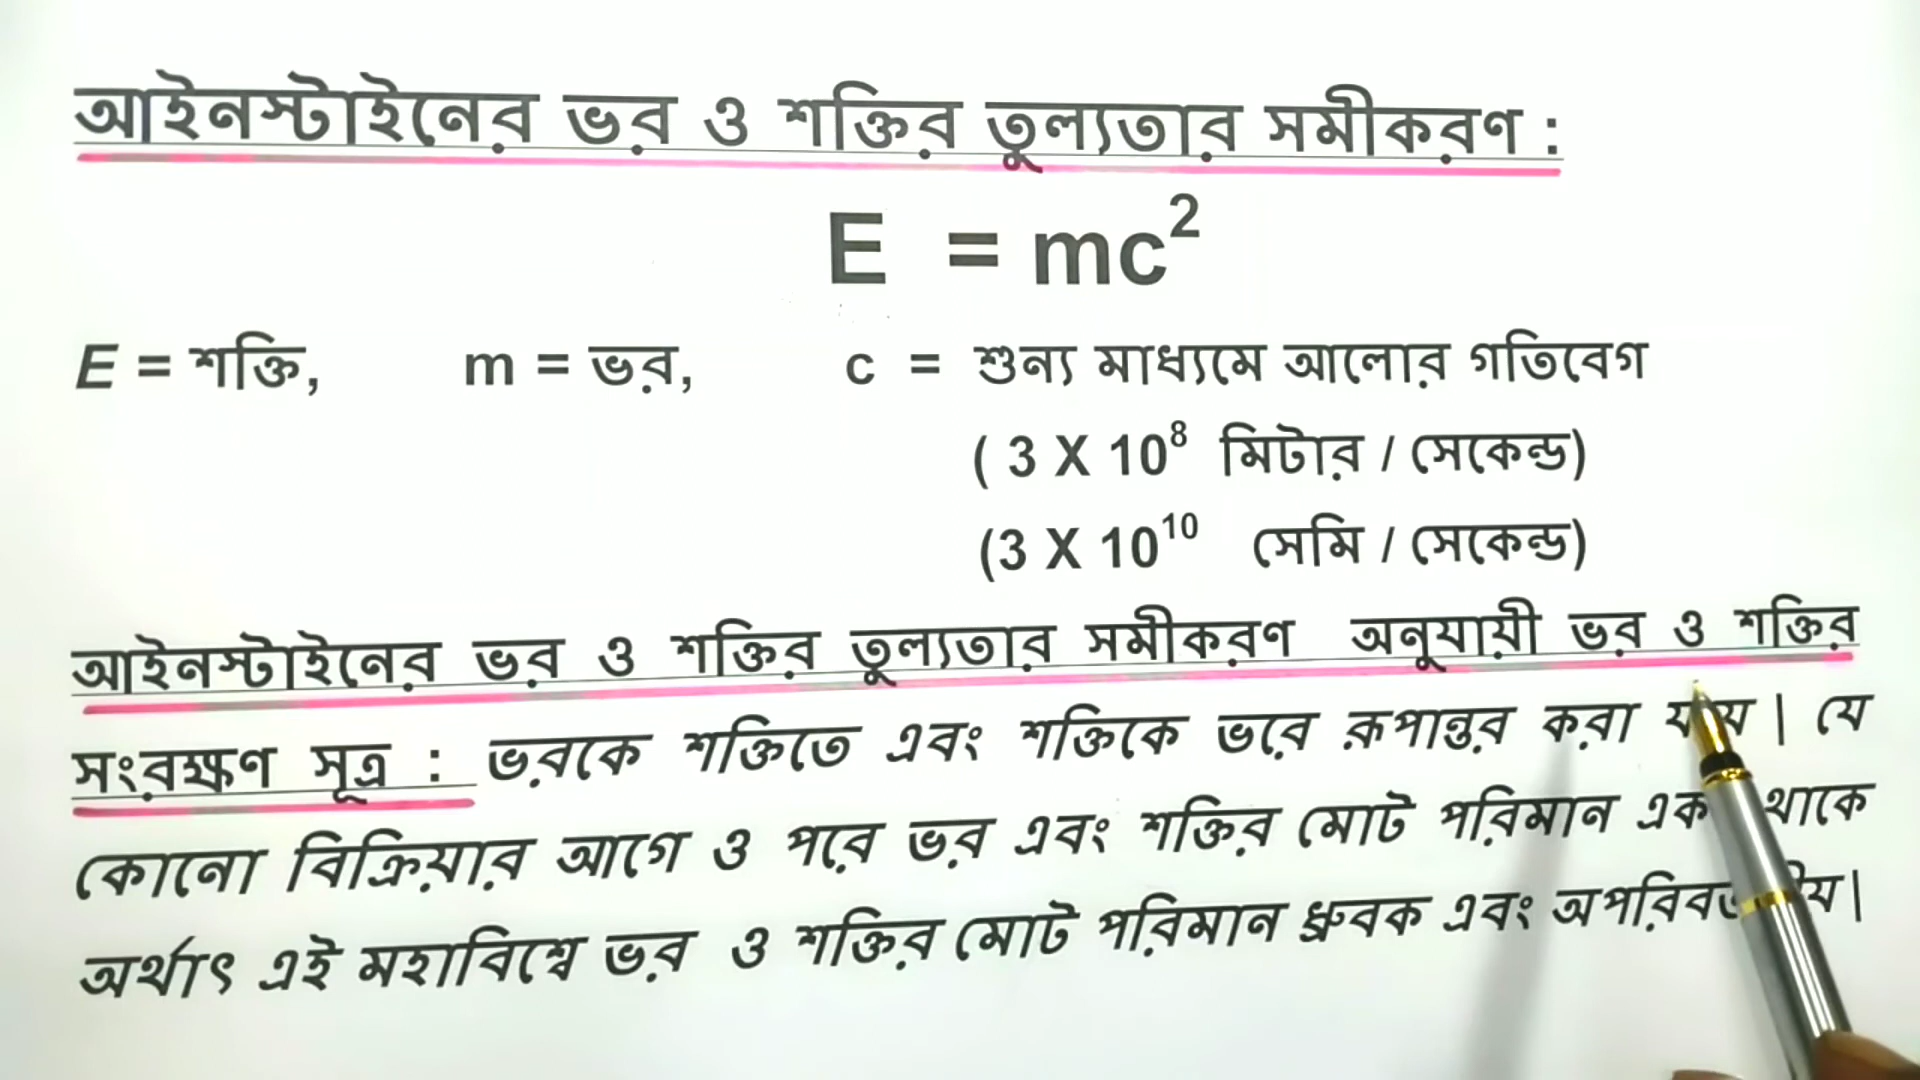 আইনস্টাইনের ভর ও শক্তির তুল্যতার সমীকরণ :
E = mc²
E = শক্তি, m = ভর, c = শুন্য মাধ্যমে আলোর গতিবেগ
( 3 X 10⁸ মিটার / সেকেন্ড)
(3 X 10¹⁰ সেমি / সেকেন্ড)
আইনস্টাইনের ভর ও শক্তির তুল্যতার সমীকরণ অনুযায়ী ভর ও শক্তির
সংরক্ষণ সূত্র : ভরকে শক্তিতে এবং শক্তিকে ভরে রূপান্তর করা | যে
কোনো বিক্রিয়ার আগে ও পরে ভর এবং শক্তির মোট পরিমান এক থাকে
অর্থাৎ এই মহাবিশ্বে ভর ও শক্তির মোট পরিমান ধ্রুবক এবং |